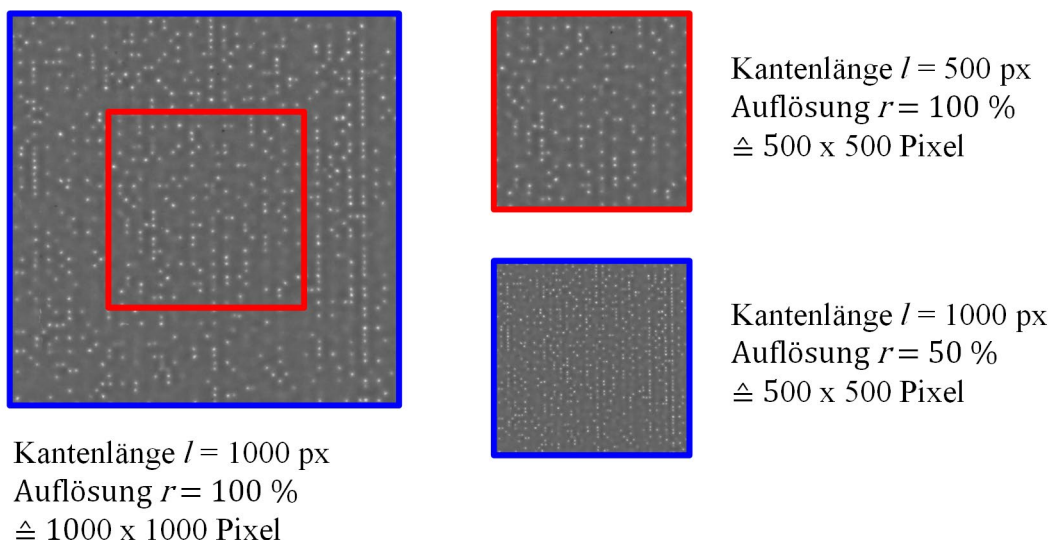 Kantenlänge l = 500 px
Auflösung r = 100 %
≙ 500 x 500 Pixel
Kantenlänge l = 1000 px
Auflösung r = 50 %
≙ 500 x 500 Pixel
Kantenlänge l = 1000 px
Auflösung r = 100 %
≙ 1000 x 1000 Pixel